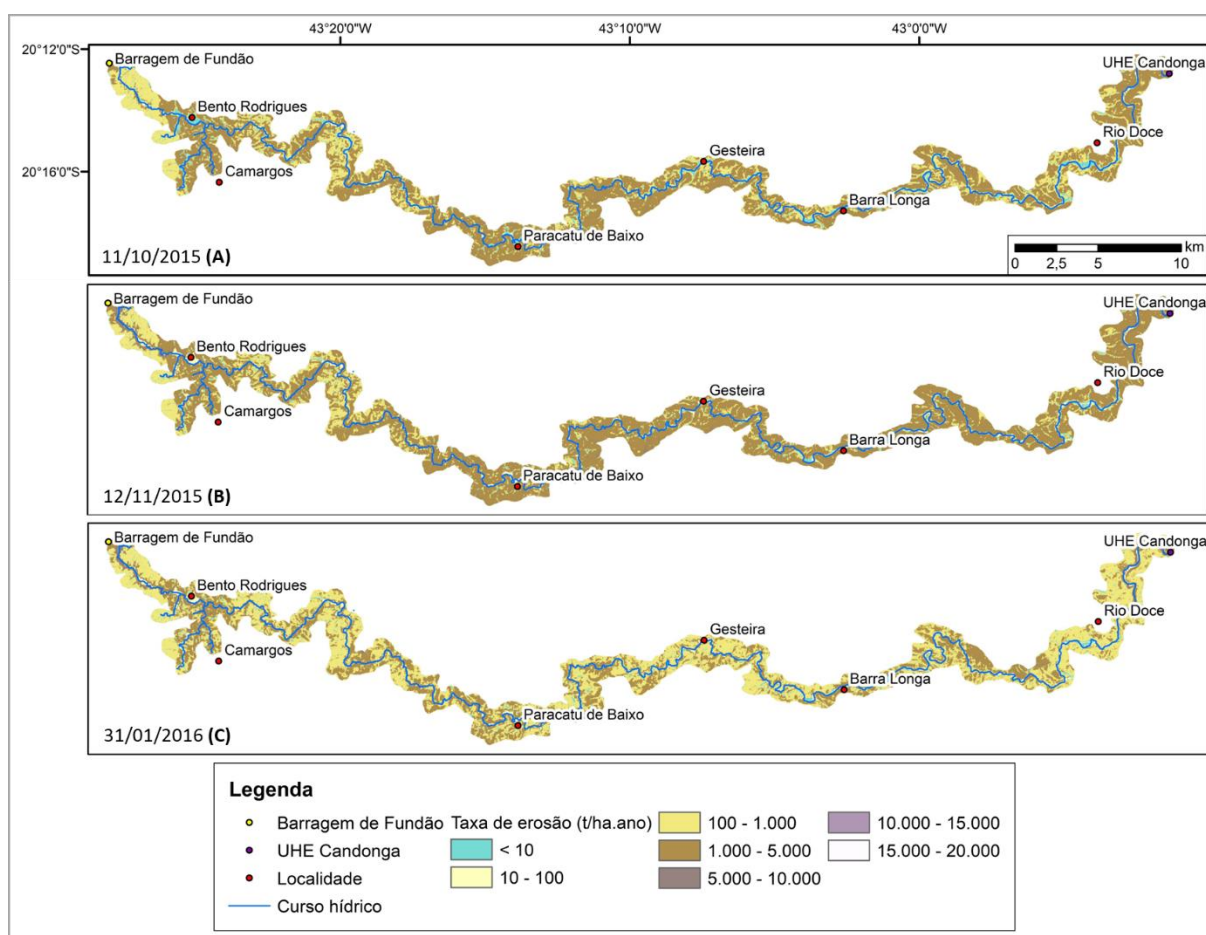 43°20'0"W 43°10'0"W 43°0'0"W
20°12'0"S
20°16'0"S
Barragem de Fundão
UHE Candonga
Bento Rodrigues
Rio Doce
Gesteira
Camargos
Barra Longa
Paracatu de Baixo
11/10/2015 (A)
km
0 2,5 5 10
Barragem de Fundão
UHE Candonga
Bento Rodrigues
Rio Doce
Gesteira
Camargos
Barra Longa
Paracatu de Baixo
12/11/2015 (B)
Barragem de Fundão
UHE Candonga
Bento Rodrigues
Rio Doce
Gesteira
Camargos
Barra Longa
Paracatu de Baixo
31/01/2016 (C)
Legenda
Barragem de Fundão
UHE Candonga
Localidade
Curso hídrico
Taxa de erosão (t/ha.ano)
< 10
10 - 100
100 - 1.000
1.000 - 5.000
5.000 - 10.000
10.000 - 15.000
15.000 - 20.000